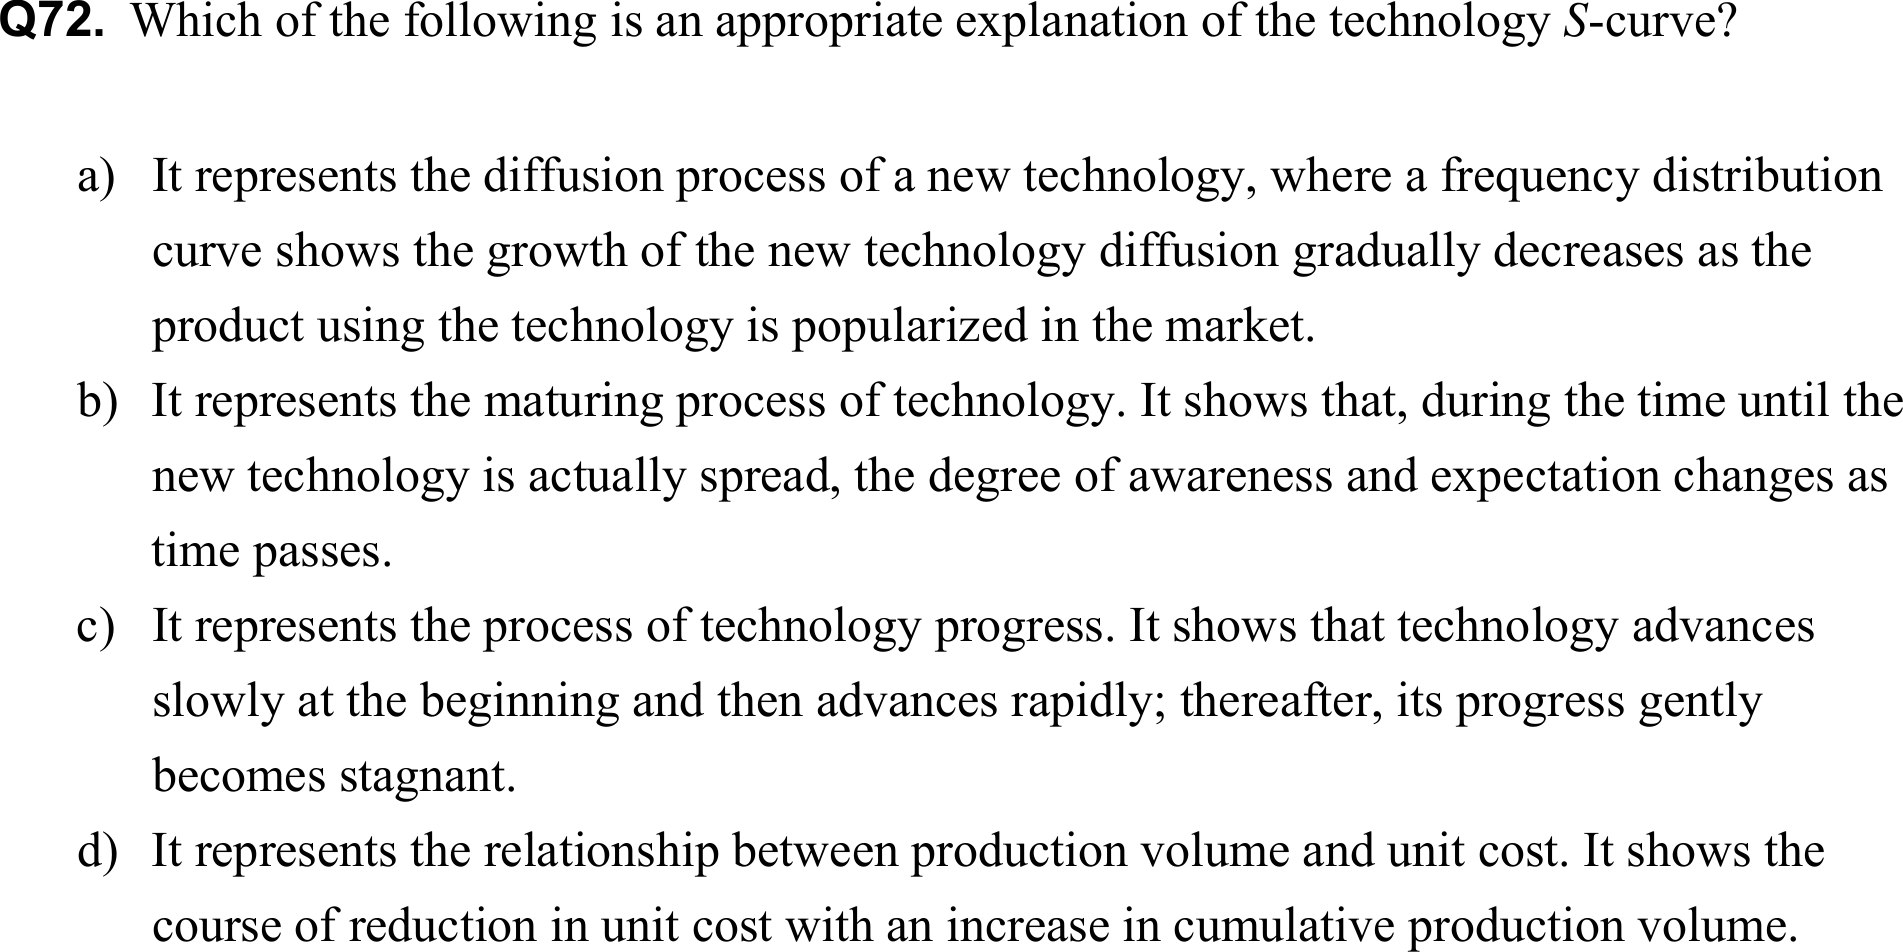 Q72. Which of the following is an appropriate explanation of the technology S-curve?
a) It represents the diffusion process of a new technology, where a frequency distribution
curve shows the growth of the new technology diffusion gradually decreases as the
product using the technology is popularized in the market.
b) It represents the maturing process of technology. It shows that, during the time until the
new technology is actually spread, the degree of awareness and expectation changes as
time passes.
c) It represents the process of technology progress. It shows that technology advances
slowly at the beginning and then advances rapidly; thereafter, its progress gently
becomes stagnant.
d) It represents the relationship between production volume and unit cost. It shows the
course of reduction in unit cost with an increase in cumulative production volume.